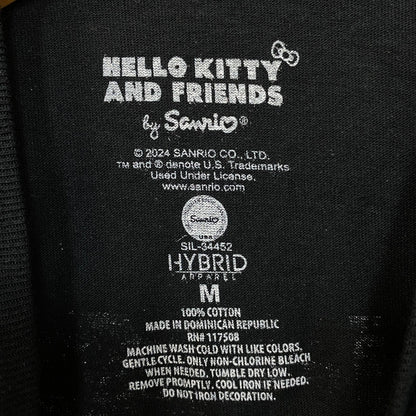 HELLO KITTY
AND FRIENDS
by Sanrio®
© 2024 SANRIO CO., LTD.
TM and ® denote U.S. Trademarks
Used Under License.
www.sanrio.com
Sanrio
USA
SIL-34452
HYBRID
APPAREL
M
100% COTTON
MADE IN DOMINICAN REPUBLIC
RN# 117508
MACHINE WASH COLD WITH LIKE COLORS.
GENTLE CYCLE. ONLY NON-CHLORINE BLEACH
WHEN NEEDED. TUMBLE DRY LOW.
REMOVE PROMPTLY. COOL IRON IF NEEDED.
DO NOT IRON DECORATION.